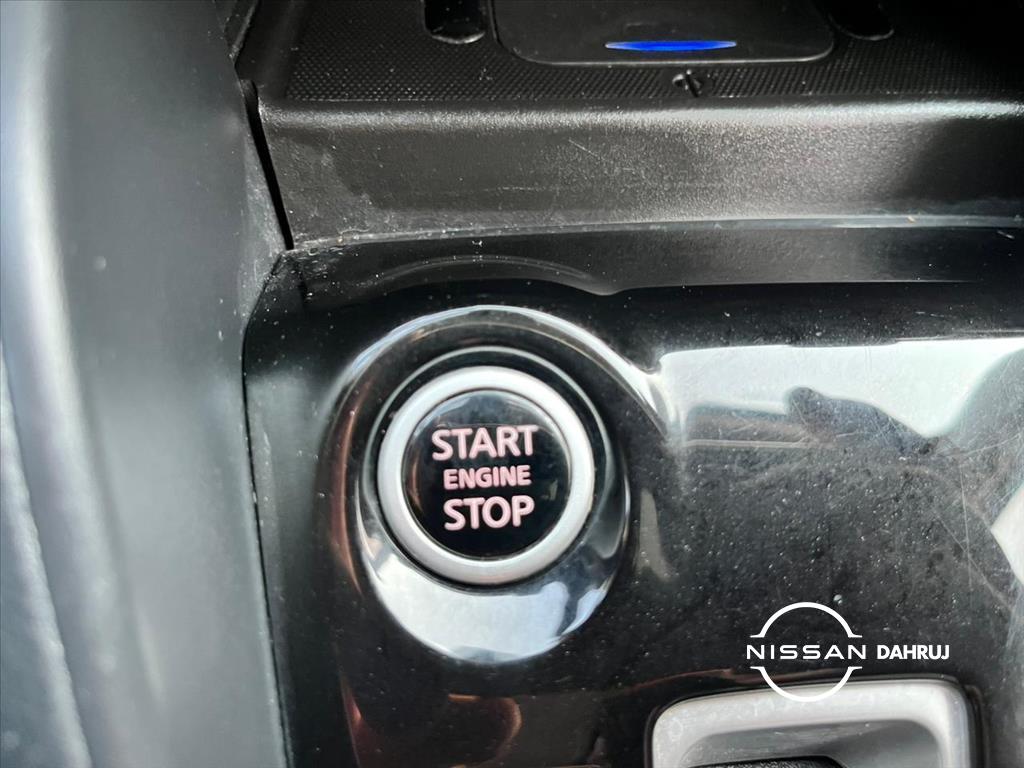 START
ENGINE
STOP
NISSAN DAHRUJ